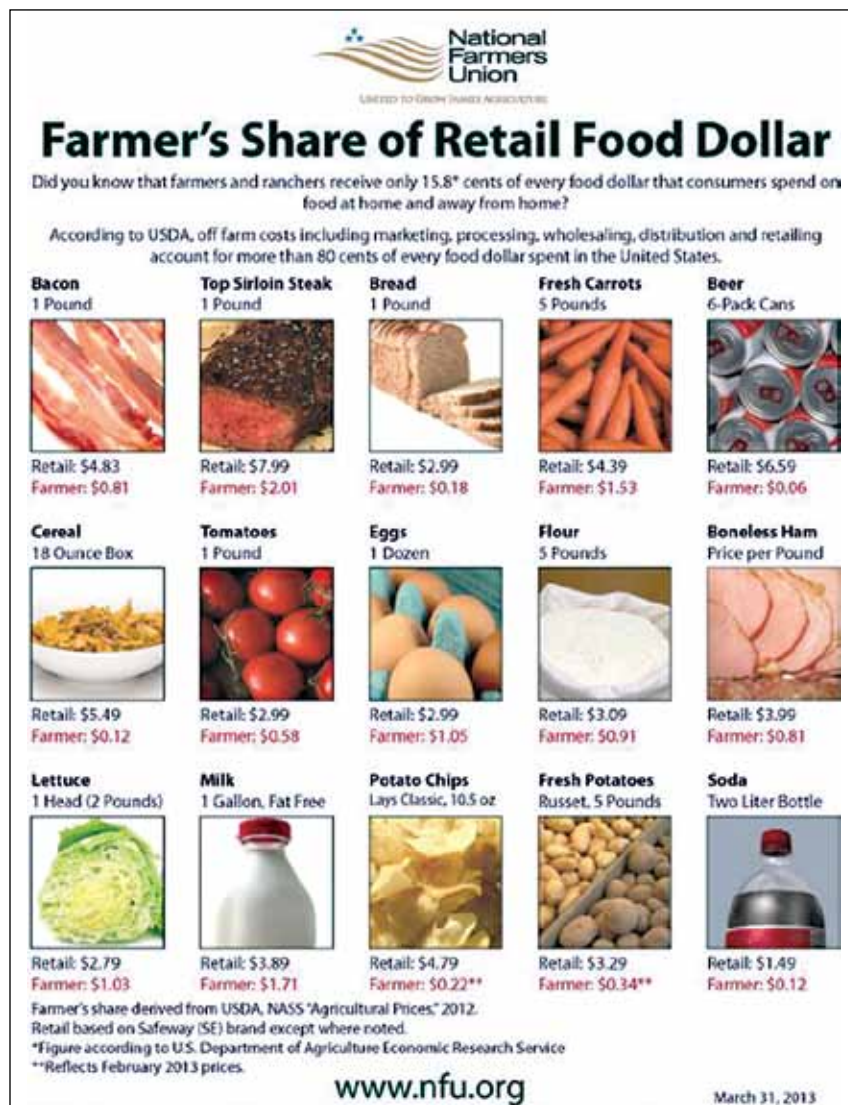 National
Farmers
Union
UNITED TO GROW FAMILY AGRICULTURE
Farmer's Share of Retail Food Dollar
Did you know that farmers and ranchers receive only 15.8* cents of every food dollar that consumers spend on
food at home and away from home?
According to USDA, off farm costs including marketing, processing, wholesaling, distribution and retailing
account for more than 80 cents of every food dollar spent in the United States.
Bacon
1 Pound
Retail: $4.83
Farmer: $0.81
Top Sirloin Steak
1 Pound
Retail: $7.99
Farmer: $2.01
Bread
1 Pound
Retail: $2.99
Farmer: $0.18
Fresh Carrots
5 Pounds
Retail: $4.39
Farmer: $1.53
Beer
6-Pack Cans
Retail: $6.59
Farmer: $0.06
Cereal
18 Ounce Box
Retail: $5.49
Farmer: $0.12
Tomatoes
1 Pound
Retail: $2.99
Farmer: $0.58
Eggs
1 Dozen
Retail: $2.99
Farmer: $1.05
Flour
5 Pounds
Retail: $3.09
Farmer: $0.91
Boneless Ham
Price per Pound
Retail: $3.99
Farmer: $0.81
Lettuce
1 Head (2 Pounds)
Retail: $2.79
Farmer: $1.03
Milk
1 Gallon, Fat Free
Retail: $3.89
Farmer: $1.71
Potato Chips
Lays Classic, 10.5 oz
Retail: $4.79
Farmer: $0.22**
Fresh Potatoes
Russet, 5 Pounds
Retail: $3.29
Farmer: $0.34**
Soda
Two Liter Bottle
Retail: $1.49
Farmer: $0.12
Farmer's share derived from USDA, NASS "Agricultural Prices," 2012.
Retail based on Safeway (SE) brand except where noted.
*Figure according to U.S. Department of Agriculture Economic Research Service
**Reflects February 2013 prices.
www.nfu.org
March 31, 2013